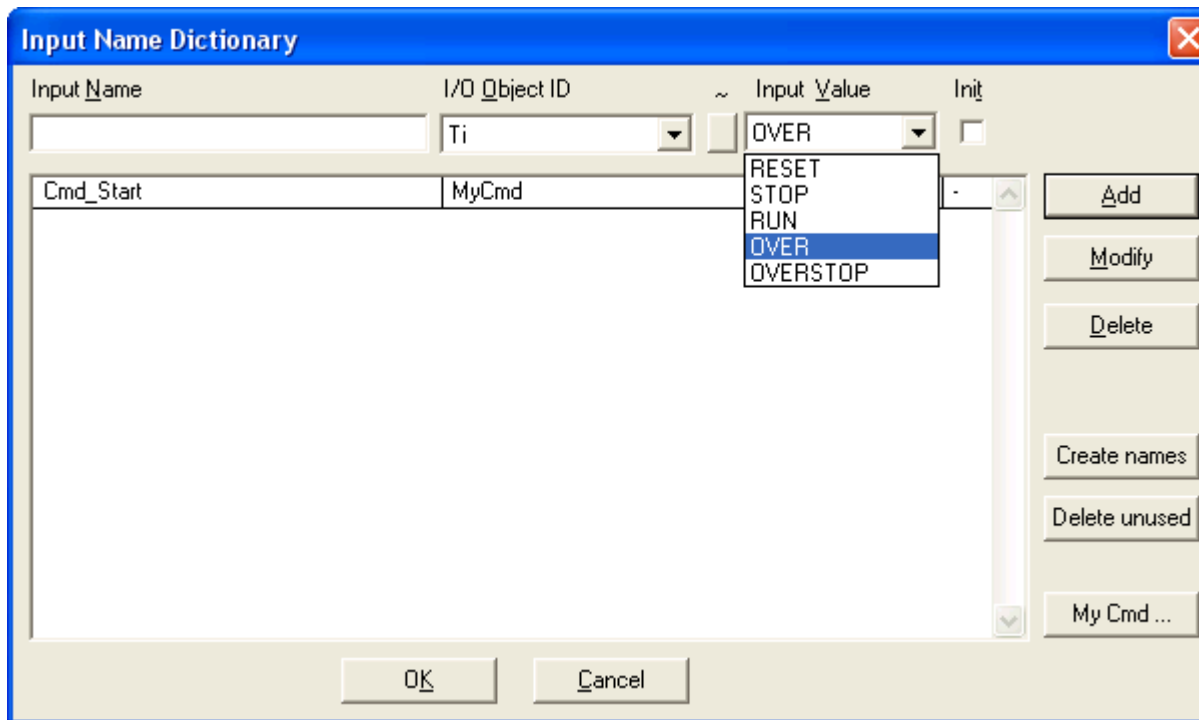 Input Name Dictionary
Input Name I/O Object ID ~ Input Value Init
Ti OVER
RESET
STOP
RUN
OVER
OVERSTOP
Cmd_Start MyCmd -
Add
Modify
Delete
Create names
Delete unused
My Cmd ...
OK Cancel